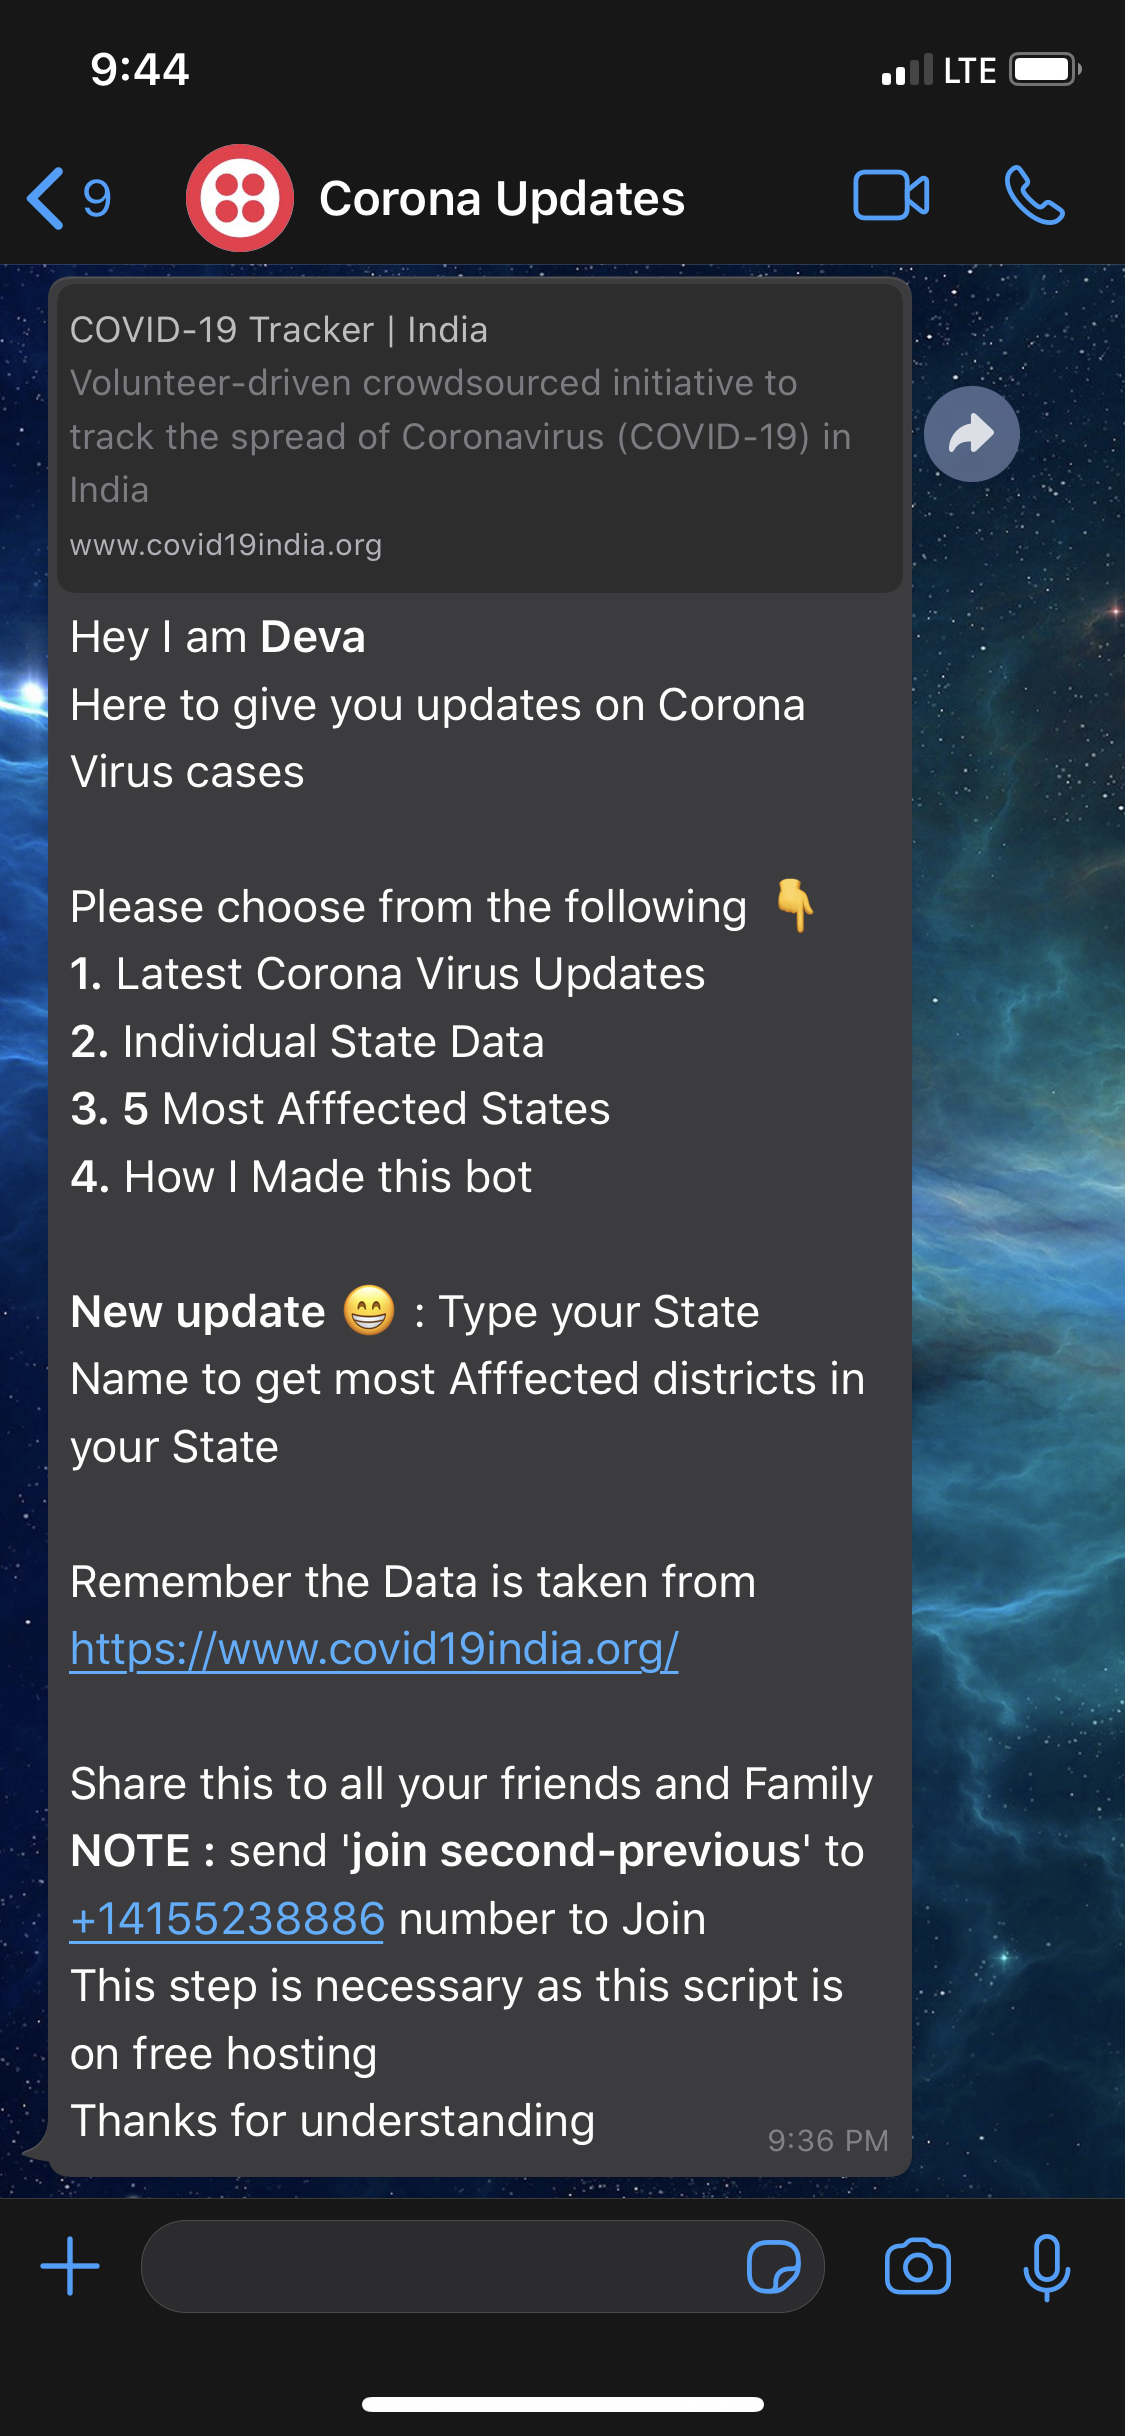 9:44
LTE
9
Corona Updates
COVID-19 Tracker | India
Volunteer-driven crowdsourced initiative to
track the spread of Coronavirus (COVID-19) in
India
www.covid19india.org
Hey I am Deva
Here to give you updates on Corona
Virus cases
Please choose from the following 👇
1. Latest Corona Virus Updates
2. Individual State Data
3. 5 Most Afffected States
4. How I Made this bot
New update 😁 : Type your State
Name to get most Afffected districts in
your State
Remember the Data is taken from
https://www.covid19india.org/
Share this to all your friends and Family
NOTE : send 'join second-previous' to
+14155238886 number to Join
This step is necessary as this script is
on free hosting
Thanks for understanding
9:36 PM